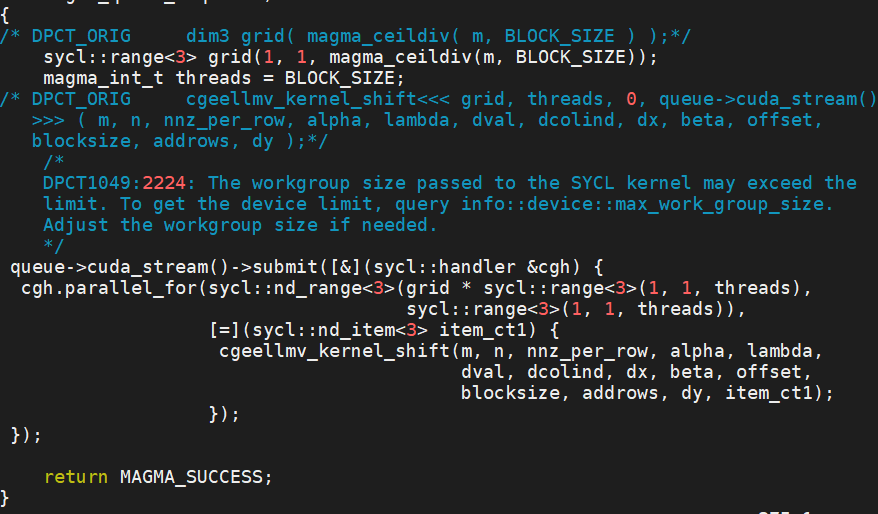 {
/* DPCT_ORIG     dim3 grid( magma_ceildiv( m, BLOCK_SIZE ) );*/
    sycl::range<3> grid(1, 1, magma_ceildiv(m, BLOCK_SIZE));
    magma_int_t threads = BLOCK_SIZE;
/* DPCT_ORIG     cgeellmv_kernel_shift<<< grid, threads, 0, queue->cuda_stream()
   >>> ( m, n, nnz_per_row, alpha, lambda, dval, dcolind, dx, beta, offset,
   blocksize, addrows, dy );*/
    /*
    DPCT1049:2224: The workgroup size passed to the SYCL kernel may exceed the
    limit. To get the device limit, query info::device::max_work_group_size.
    Adjust the workgroup size if needed.
    */
 queue->cuda_stream()->submit([&](sycl::handler &cgh) {
  cgh.parallel_for(sycl::nd_range<3>(grid * sycl::range<3>(1, 1, threads),
                                     sycl::range<3>(1, 1, threads)),
                   [=](sycl::nd_item<3> item_ct1) {
                    cgeellmv_kernel_shift(m, n, nnz_per_row, alpha, lambda,
                                          dval, dcolind, dx, beta, offset,
                                          blocksize, addrows, dy, item_ct1);
                   });
 });

    return MAGMA_SUCCESS;
}